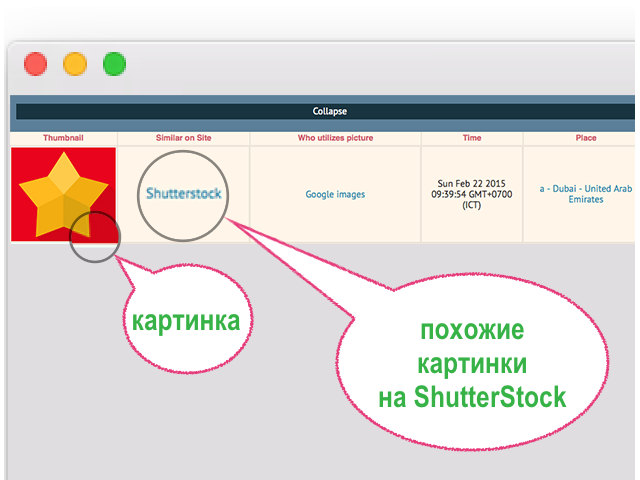 Collapse
Thumbnail
Similar on Site
Who utilizes picture
Time
Place
Shutterstock
Google images
Sun Feb 22 2015
09:39:54 GMT+0700
(ICT)
a - Dubai - United Arab
Emirates
картинка
похожие
картинки
на ShutterStock